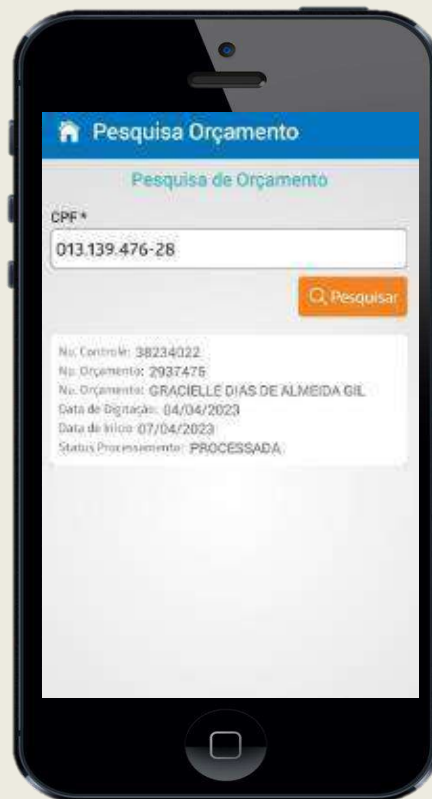 Pesquisa Orçamento
Pesquisa de Orçamento
CPF *
013.139.476-28
Pesquisar
No. Controle: 38234022
No. Orçamento: 2937476
No. Orçamento: GRACIELLE DIAS DE ALMEIDA GIL
Data de Digitação: 04/04/2023
Data de Início: 07/04/2023
Status Processamento: PROCESSADA